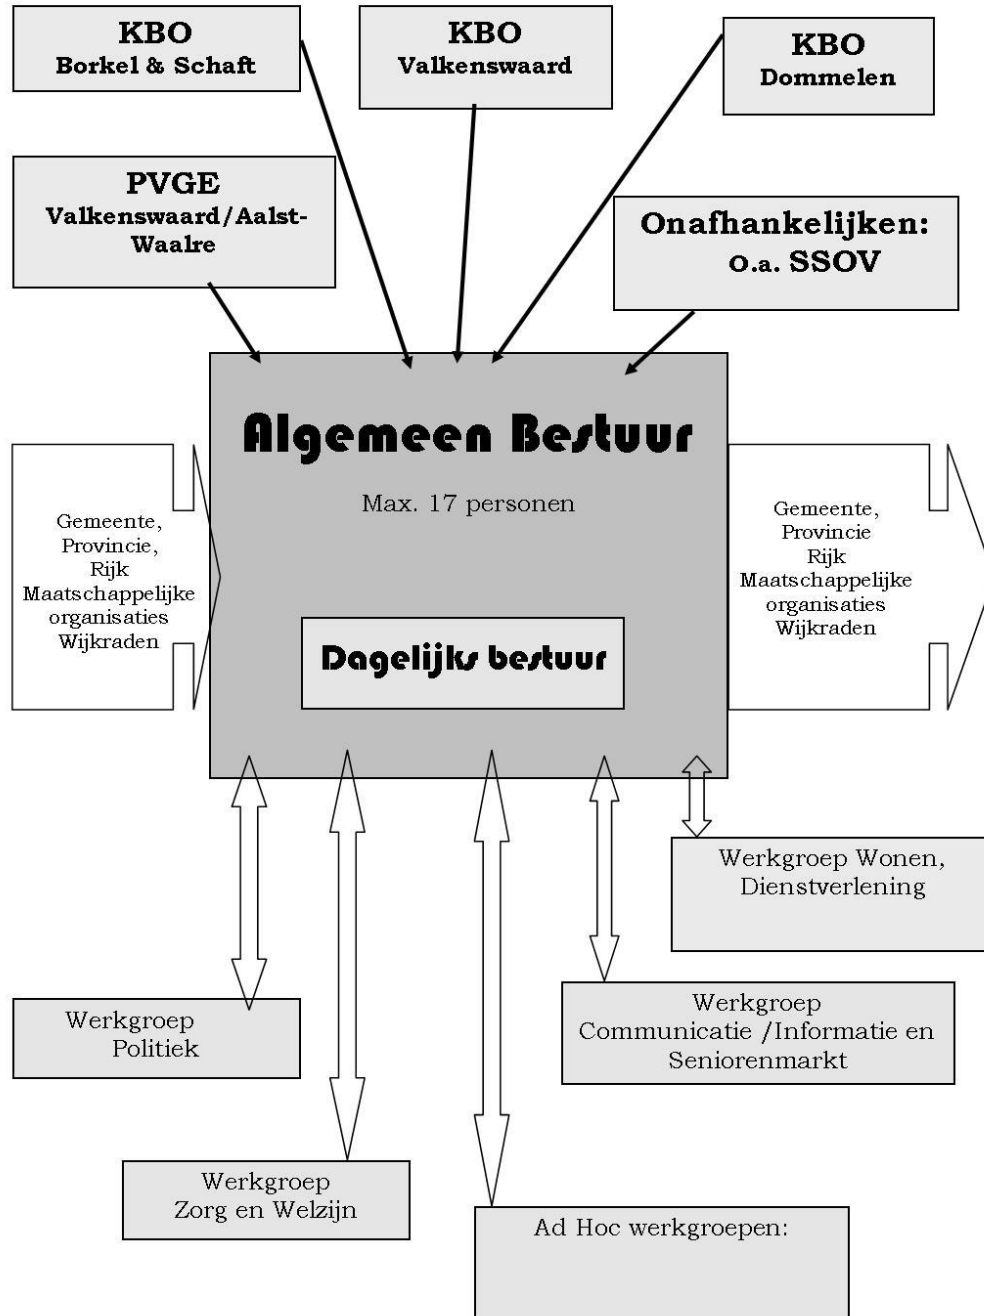 KBO
Borkel & Schaft
KBO
Valkenswaard
KBO
Dommelen
PVGE
Valkenswaard/Aalst-
Waalre
Onafhankelijken:
o.a. SSOV
Algemeen Bestuur
Max. 17 personen
Gemeente,
Provincie,
Rijk
Maatschappelijke
organisaties
Wijkraden
Gemeente,
Provincie
Rijk
Maatschappelijke
organisaties
Wijkraden
Dagelijks bestuur
Werkgroep Wonen,
Dienstverlening
Werkgroep
Politiek
Werkgroep
Communicatie /Informatie en
Seniorenmarkt
Werkgroep
Zorg en Welzijn
Ad Hoc werkgroepen: